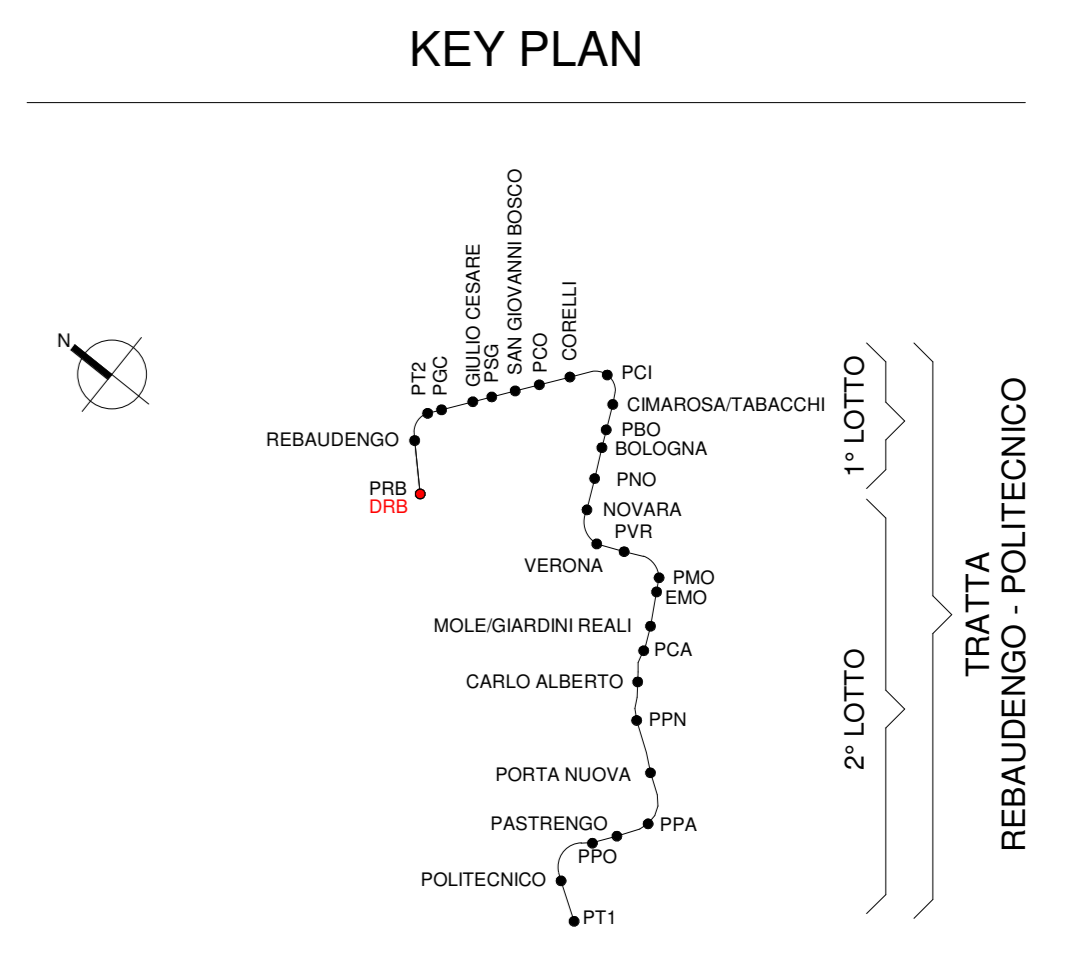 KEY PLAN
N
PT2
PGC
GIULIO CESARE
PSG
SAN GIOVANNI BOSCO
PCO
CORELLI
PCI
CIMAROSA/TABACCHI
REBAUDENGO
PBO
BOLOGNA
PRB
DRB
PNO
NOVARA
PVR
VERONA
PMO
EMO
MOLE/GIARDINI REALI
PCA
CARLO ALBERTO
PPN
PORTA NUOVA
PASTRENGO
PPA
PPO
POLITECNICO
PT1
1° LOTTO
2° LOTTO
TRATTA
REBAUDENGO - POLITECNICO